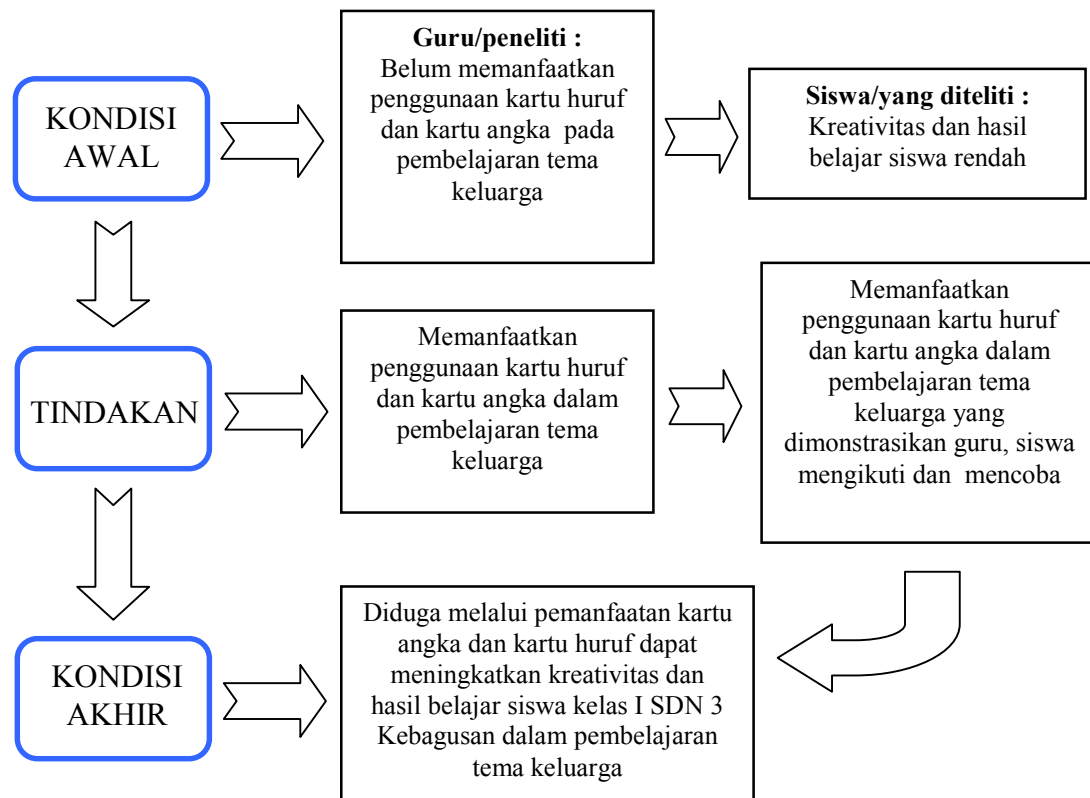 KONDISI
AWAL
Guru/peneliti :
Belum memanfaatkan
penggunaan kartu huruf
dan kartu angka pada
pembelajaran tema
keluarga
Siswa/yang diteliti :
Kreativitas dan hasil
belajar siswa rendah
TINDAKAN
Memanfaatkan
penggunaan kartu huruf
dan kartu angka dalam
pembelajaran tema
keluarga
Memanfaatkan
penggunaan kartu huruf
dan kartu angka dalam
pembelajaran tema
keluarga yang
dimonstrasikan guru, siswa
mengikuti dan mencoba
KONDISI
AKHIR
Diduga melalui pemanfaatan kartu
angka dan kartu huruf dapat
meningkatkan kreativitas dan
hasil belajar siswa kelas I SDN 3
Kebagusan dalam pembelajaran
tema keluarga